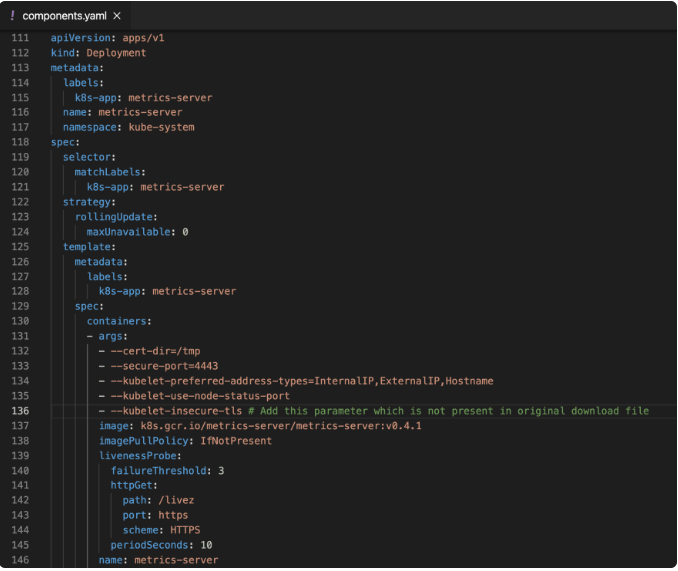 ! components.yaml ×
111 apiVersion: apps/v1
112 kind: Deployment
113 metadata:
114   labels:
115     k8s-app: metrics-server
116   name: metrics-server
117   namespace: kube-system
118 spec:
119   selector:
120     matchLabels:
121       k8s-app: metrics-server
122   strategy:
123     rollingUpdate:
124       maxUnavailable: 0
125   template:
126     metadata:
127       labels:
128         k8s-app: metrics-server
129     spec:
130       containers:
131       - args:
132         - --cert-dir=/tmp
133         - --secure-port=4443
134         - --kubelet-preferred-address-types=InternalIP,ExternalIP,Hostname
135         - --kubelet-use-node-status-port
136         - --kubelet-insecure-tls # Add this parameter which is not present in original download file
137         image: k8s.gcr.io/metrics-server/metrics-server:v0.4.1
138         imagePullPolicy: IfNotPresent
139         livenessProbe:
140           failureThreshold: 3
141           httpGet:
142             path: /livez
143             port: https
144             scheme: HTTPS
145           periodSeconds: 10
146         name: metrics-server